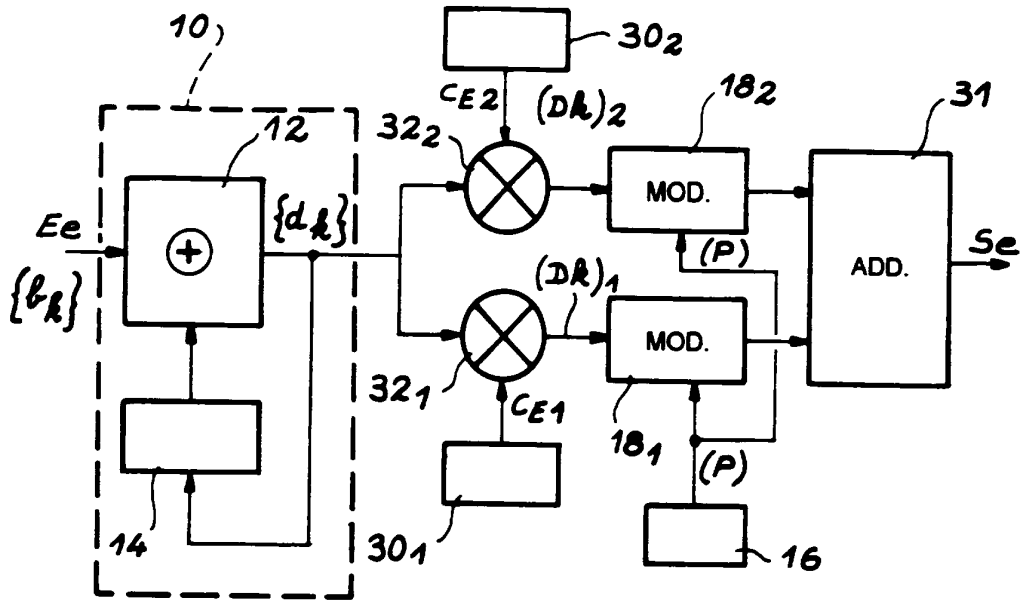 10
30₂
C_E2
(Dk)₂
18₂
31
12
32₂
MOD.
Ee
{b_k}
⊕
{d_k}
(P)
ADD.
Se
(Dk)₁
MOD.
32₁
C_E1
18₁
(P)
14
30₁
16